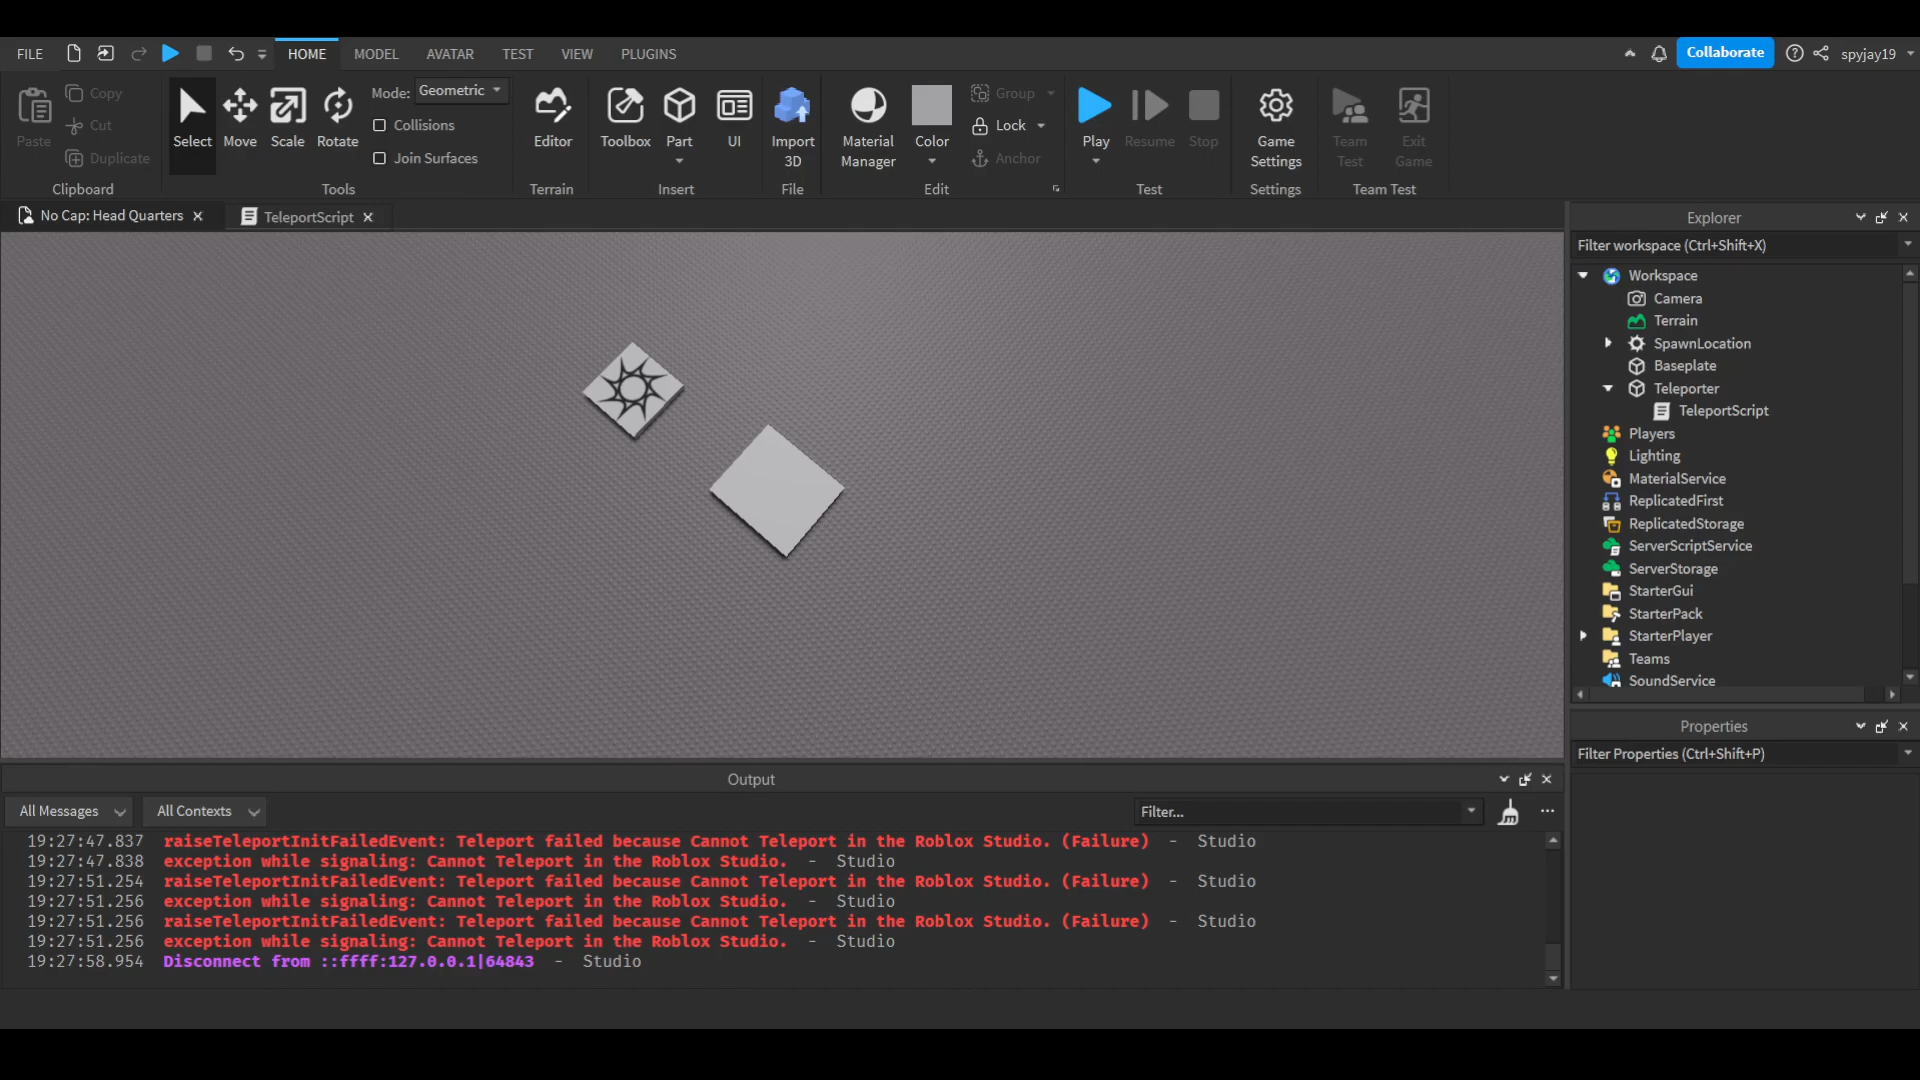 FILE HOME MODEL AVATAR TEST VIEW PLUGINS Collaborate spyjay19
Paste Copy Cut Duplicate Clipboard
Select Move Scale Rotate Mode: Geometric Collisions Join Surfaces Tools
Editor Terrain
Toolbox Part UI Insert
Import 3D File
Material Manager Color Group Lock Anchor Edit
Play Resume Stop Test
Game Settings Settings
Team Test Exit Game Team Test
No Cap: Head Quarters TeleportScript
Explorer
Filter workspace (Ctrl+Shift+X)
Workspace
Camera
Terrain
SpawnLocation
Baseplate
Teleporter
TeleportScript
Players
Lighting
MaterialService
ReplicatedFirst
ReplicatedStorage
ServerScriptService
ServerStorage
StarterGui
StarterPack
StarterPlayer
Teams
SoundService
Properties
Filter Properties (Ctrl+Shift+P)
Output
All Messages All Contexts Filter...
19:27:47.837 raiseTeleportInitFailedEvent: Teleport failed because Cannot Teleport in the Roblox Studio. (Failure) - Studio
19:27:47.838 exception while signaling: Cannot Teleport in the Roblox Studio. - Studio
19:27:51.254 raiseTeleportInitFailedEvent: Teleport failed because Cannot Teleport in the Roblox Studio. (Failure) - Studio
19:27:51.256 exception while signaling: Cannot Teleport in the Roblox Studio. - Studio
19:27:51.256 raiseTeleportInitFailedEvent: Teleport failed because Cannot Teleport in the Roblox Studio. (Failure) - Studio
19:27:51.256 exception while signaling: Cannot Teleport in the Roblox Studio. - Studio
19:27:58.954 Disconnect from ::ffff:127.0.0.1|64843 - Studio